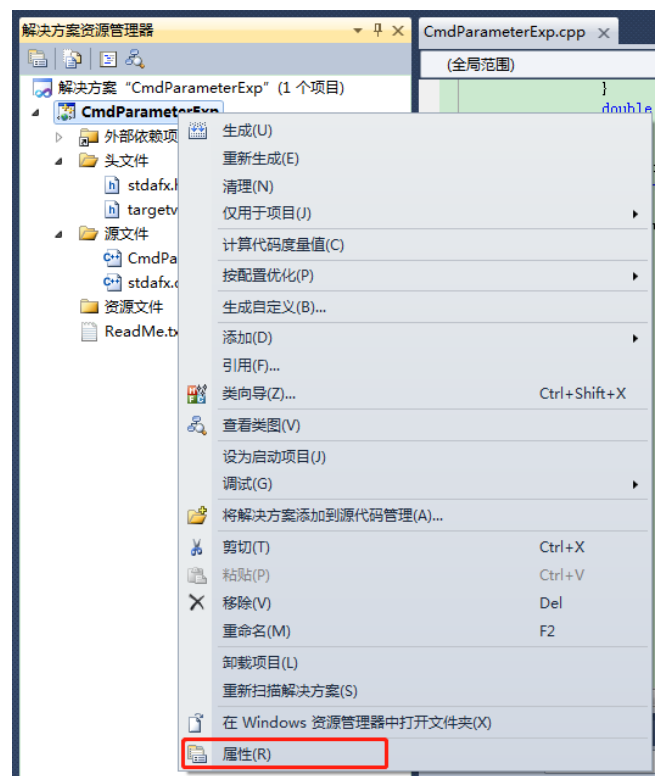 解决方案资源管理器
CmdParameterExp.cpp
(全局范围)
解决方案 "CmdParameterExp" (1 个项目)
}
CmdParameterExp
double
外部依赖项
头文件
stdafx.h
targetv
源文件
CmdPa
stdafx.c
资源文件
ReadMe.tx
生成(U)
重新生成(E)
清理(N)
仅用于项目(J)
计算代码度量值(C)
按配置优化(P)
生成自定义(B)...
添加(D)
引用(F)...
类向导(Z)... Ctrl+Shift+X
查看类图(V)
设为启动项目(J)
调试(G)
将解决方案添加到源代码管理(A)...
剪切(T) Ctrl+X
粘贴(P) Ctrl+V
移除(V) Del
重命名(M) F2
卸载项目(L)
重新扫描解决方案(S)
在 Windows 资源管理器中打开文件夹(X)
属性(R)